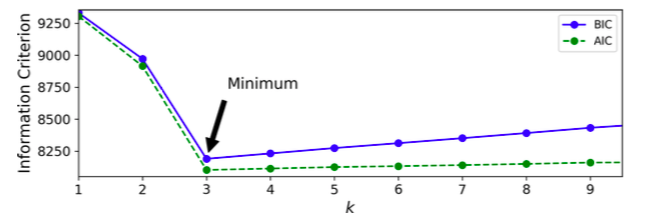 Information Criterion
9250
9000
8750
8500
8250
BIC
AIC
Minimum
1 2 3 4 5 6 7 8 9
k